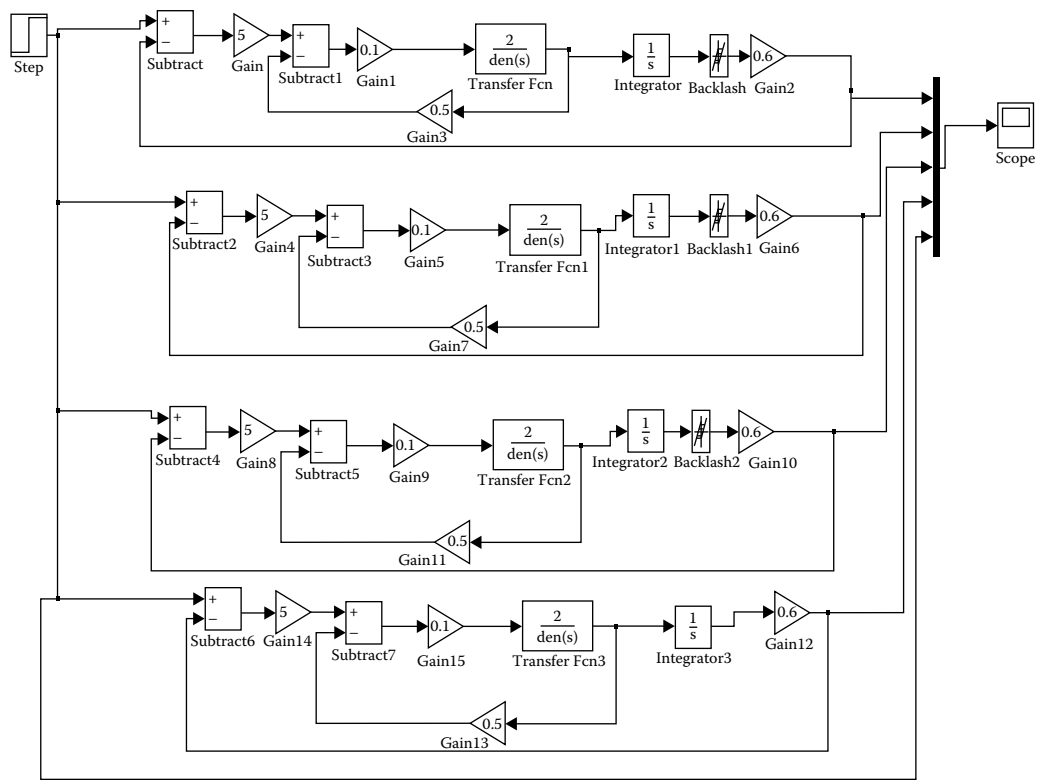 Step
+
−
Subtract
5
Gain
+
−
Subtract1
0.1
Gain1
2
den(s)
Transfer Fcn
1
s
Integrator
Backlash
0.6
Gain2
0.5
Gain3
Scope
+
−
Subtract2
5
Gain4
+
−
Subtract3
0.1
Gain5
2
den(s)
Transfer Fcn1
1
s
Integrator1
Backlash1
0.6
Gain6
0.5
Gain7
+
−
Subtract4
5
Gain8
+
−
Subtract5
0.1
Gain9
2
den(s)
Transfer Fcn2
1
s
Integrator2
Backlash2
0.6
Gain10
0.5
Gain11
+
−
Subtract6
5
Gain14
+
−
Subtract7
0.1
Gain15
2
den(s)
Transfer Fcn3
1
s
Integrator3
0.6
Gain12
0.5
Gain13